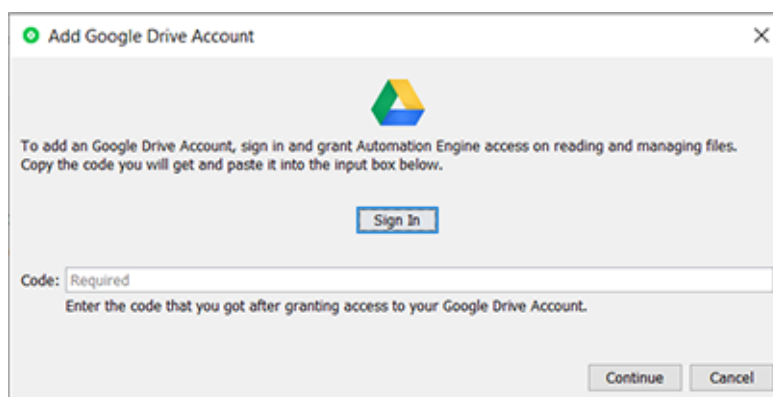 Add Google Drive Account
To add an Google Drive Account, sign in and grant Automation Engine access on reading and managing files.
Copy the code you will get and paste it into the input box below.
Sign In
Code: Required
Enter the code that you got after granting access to your Google Drive Account.
Continue Cancel